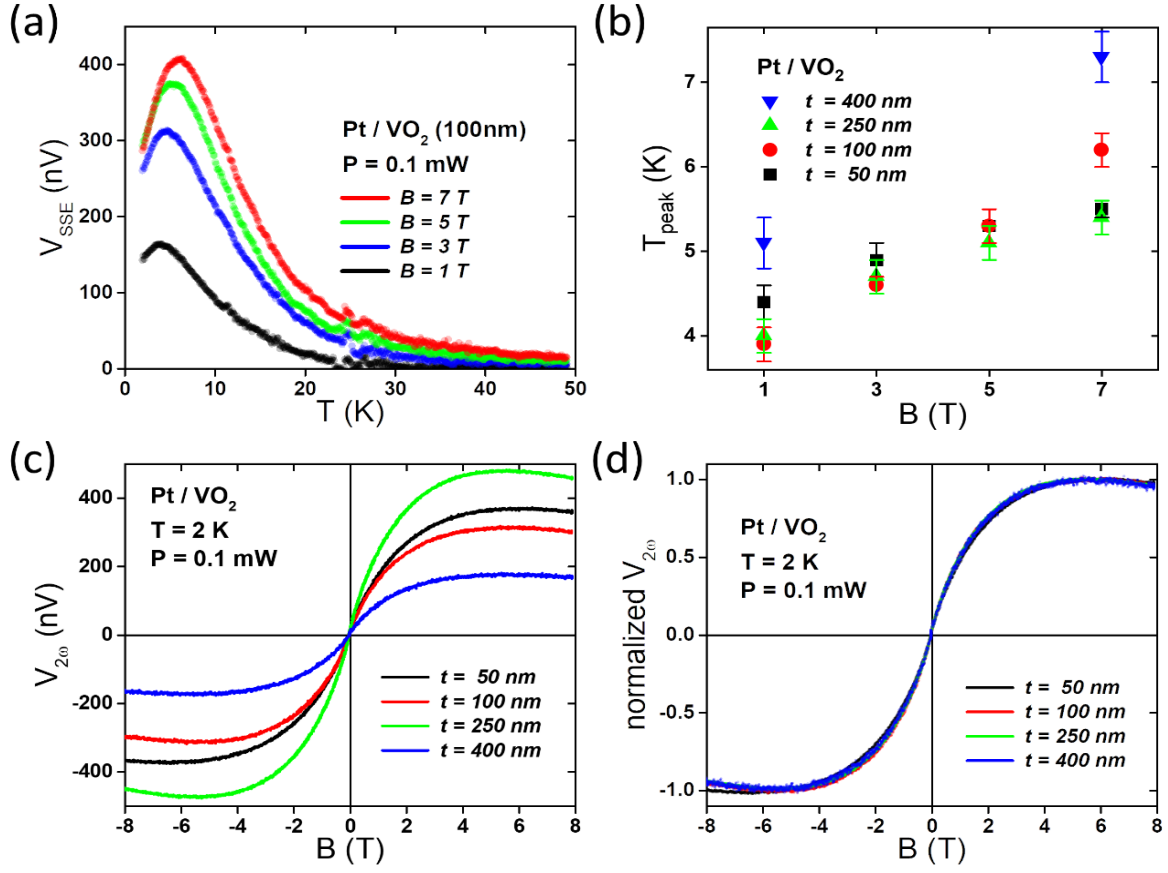 (a)
400
300
200
100
0
V_SSE (nV)
Pt / VO₂ (100nm)
P = 0.1 mW
B = 7 T
B = 5 T
B = 3 T
B = 1 T
0 10 20 30 40 50
T (K)
(b)
7
6
5
4
T_peak (K)
Pt / VO₂
t = 400 nm
t = 250 nm
t = 100 nm
t = 50 nm
1 3 5 7
B (T)
(c)
400
200
0
-200
-400
V_2ω (nV)
Pt / VO₂
T = 2 K
P = 0.1 mW
t = 50 nm
t = 100 nm
t = 250 nm
t = 400 nm
-8 -6 -4 -2 0 2 4 6 8
B (T)
(d)
1.0
0.5
0.0
-0.5
-1.0
normalized V_2ω
Pt / VO₂
T = 2 K
P = 0.1 mW
t = 50 nm
t = 100 nm
t = 250 nm
t = 400 nm
-8 -6 -4 -2 0 2 4 6 8
B (T)